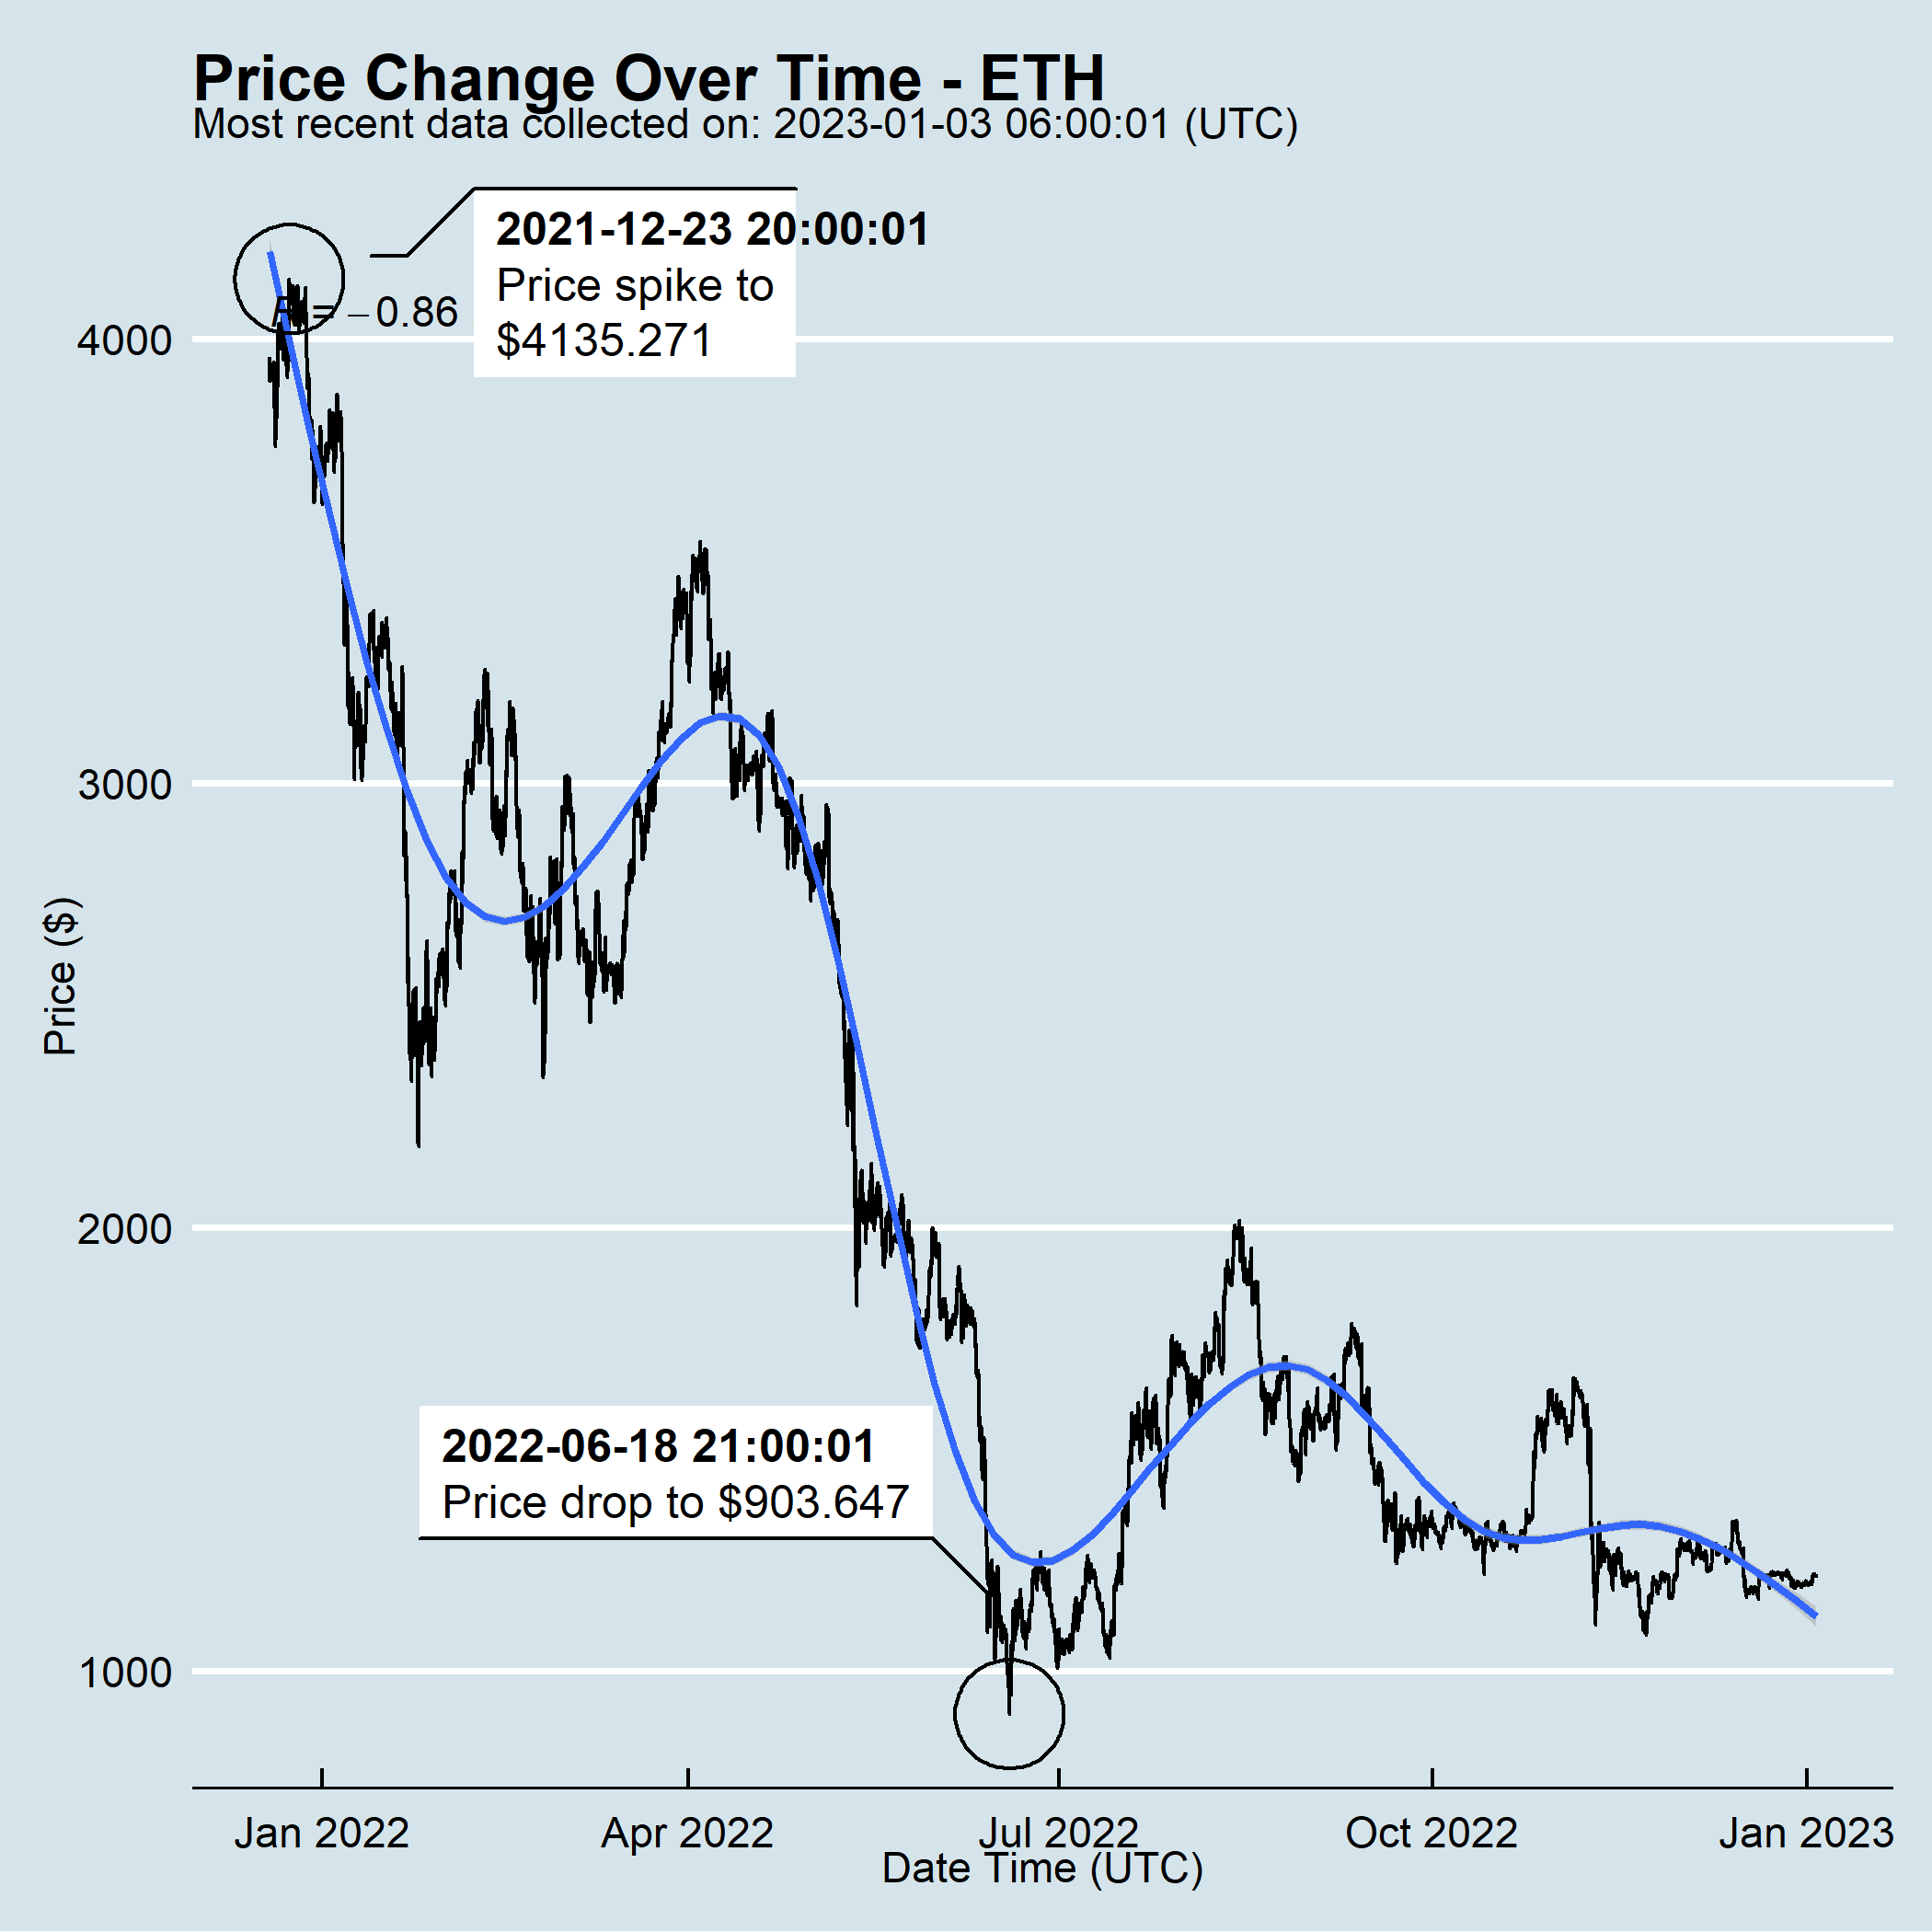 Price Change Over Time - ETH
Most recent data collected on: 2023-01-03 06:00:01 (UTC)
2021-12-23 20:00:01
Price spike to
$4135.271
R = −0.86
4000
3000
2000
1000
Price ($)
2022-06-18 21:00:01
Price drop to $903.647
Jan 2022
Apr 2022
Jul 2022
Oct 2022
Jan 2023
Date Time (UTC)